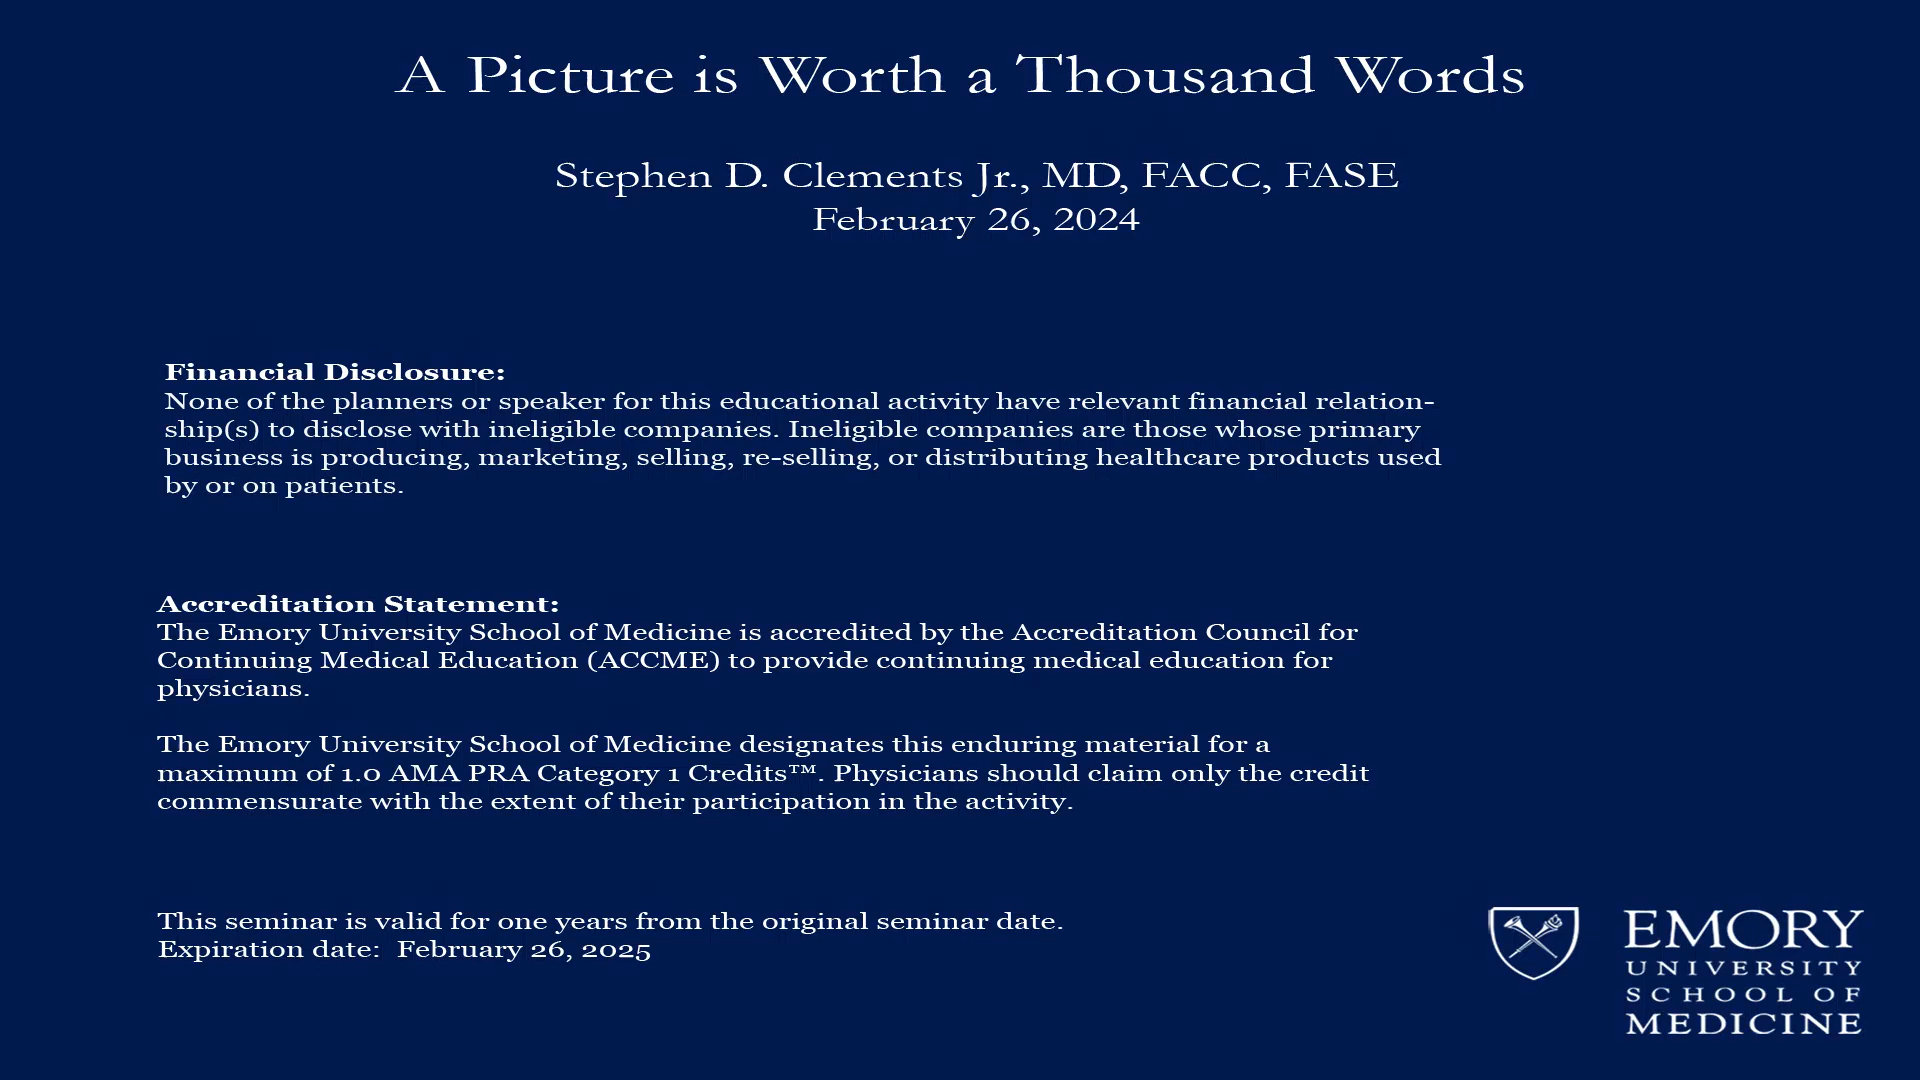 A Picture is Worth a Thousand Words
Stephen D. Clements Jr., MD, FACC, FASE
February 26, 2024
Financial Disclosure:
None of the planners or speaker for this educational activity have relevant financial relation-
ship(s) to disclose with ineligible companies. Ineligible companies are those whose primary
business is producing, marketing, selling, re-selling, or distributing healthcare products used
by or on patients.
Accreditation Statement:
The Emory University School of Medicine is accredited by the Accreditation Council for
Continuing Medical Education (ACCME) to provide continuing medical education for
physicians.
The Emory University School of Medicine designates this enduring material for a
maximum of 1.0 AMA PRA Category 1 Credits™. Physicians should claim only the credit
commensurate with the extent of their participation in the activity.
This seminar is valid for one years from the original seminar date.
Expiration date: February 26, 2025
EMORY
UNIVERSITY
SCHOOL OF
MEDICINE